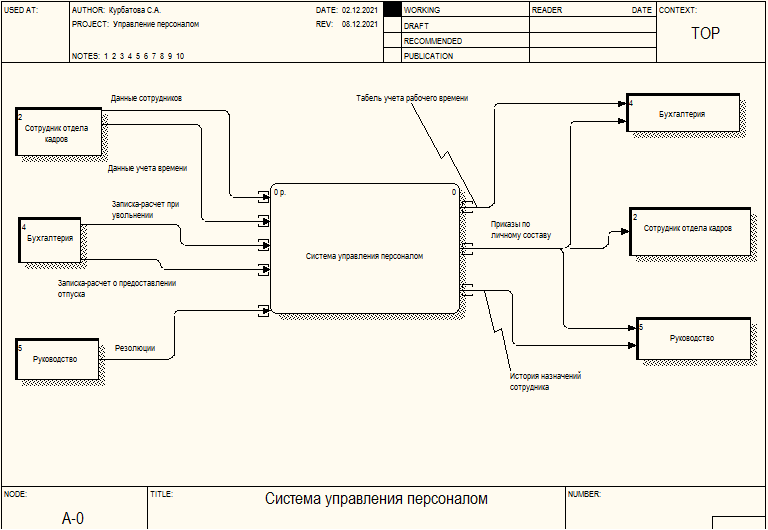 USED AT:
AUTHOR: Курбатова С.А.
DATE: 02.12.2021
WORKING
READER
DATE
CONTEXT:
PROJECT: Управление персоналом
REV: 08.12.2021
DRAFT
TOP
RECOMMENDED
NOTES: 1 2 3 4 5 6 7 8 9 10
PUBLICATION
Данные сотрудников
Табель учета рабочего времени
2
Сотрудник отдела
кадров
4
Бухгалтерия
Данные учета времени
0 р.
0
Записка-расчет при
увольнении
4
Бухгалтерия
Приказы по
личному составу
2
Сотрудник отдела кадров
Система управления персоналом
Записка-расчет о предоставлении
отпуска
5
Руководство
Резолюции
5
Руководство
История назначений
сотрудника
NODE:
TITLE:
Система управления персоналом
NUMBER:
A-0